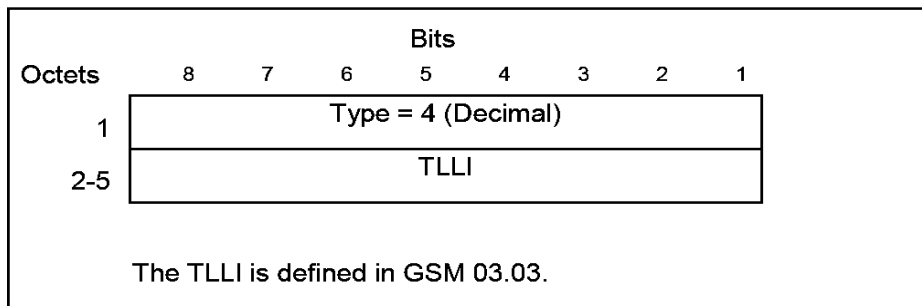 Bits
Octets 8 7 6 5 4 3 2 1
1 Type = 4 (Decimal)
2-5 TLLI
The TLLI is defined in GSM 03.03.